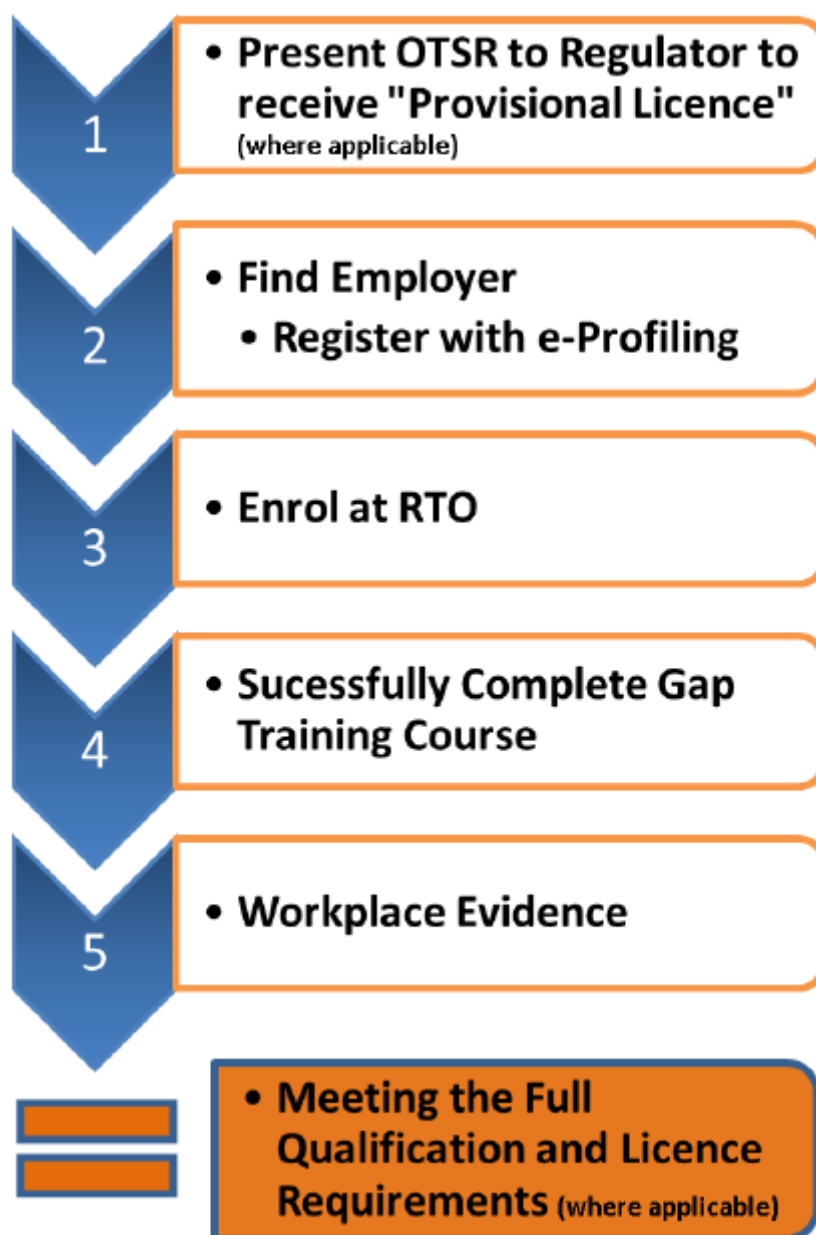 1
• Present OTSR to Regulator to
receive "Provisional Licence"
(where applicable)
2
• Find Employer
• Register with e-Profiling
3
• Enrol at RTO
4
• Sucessfully Complete Gap
Training Course
5
• Workplace Evidence
• Meeting the Full
Qualification and Licence
Requirements (where applicable)